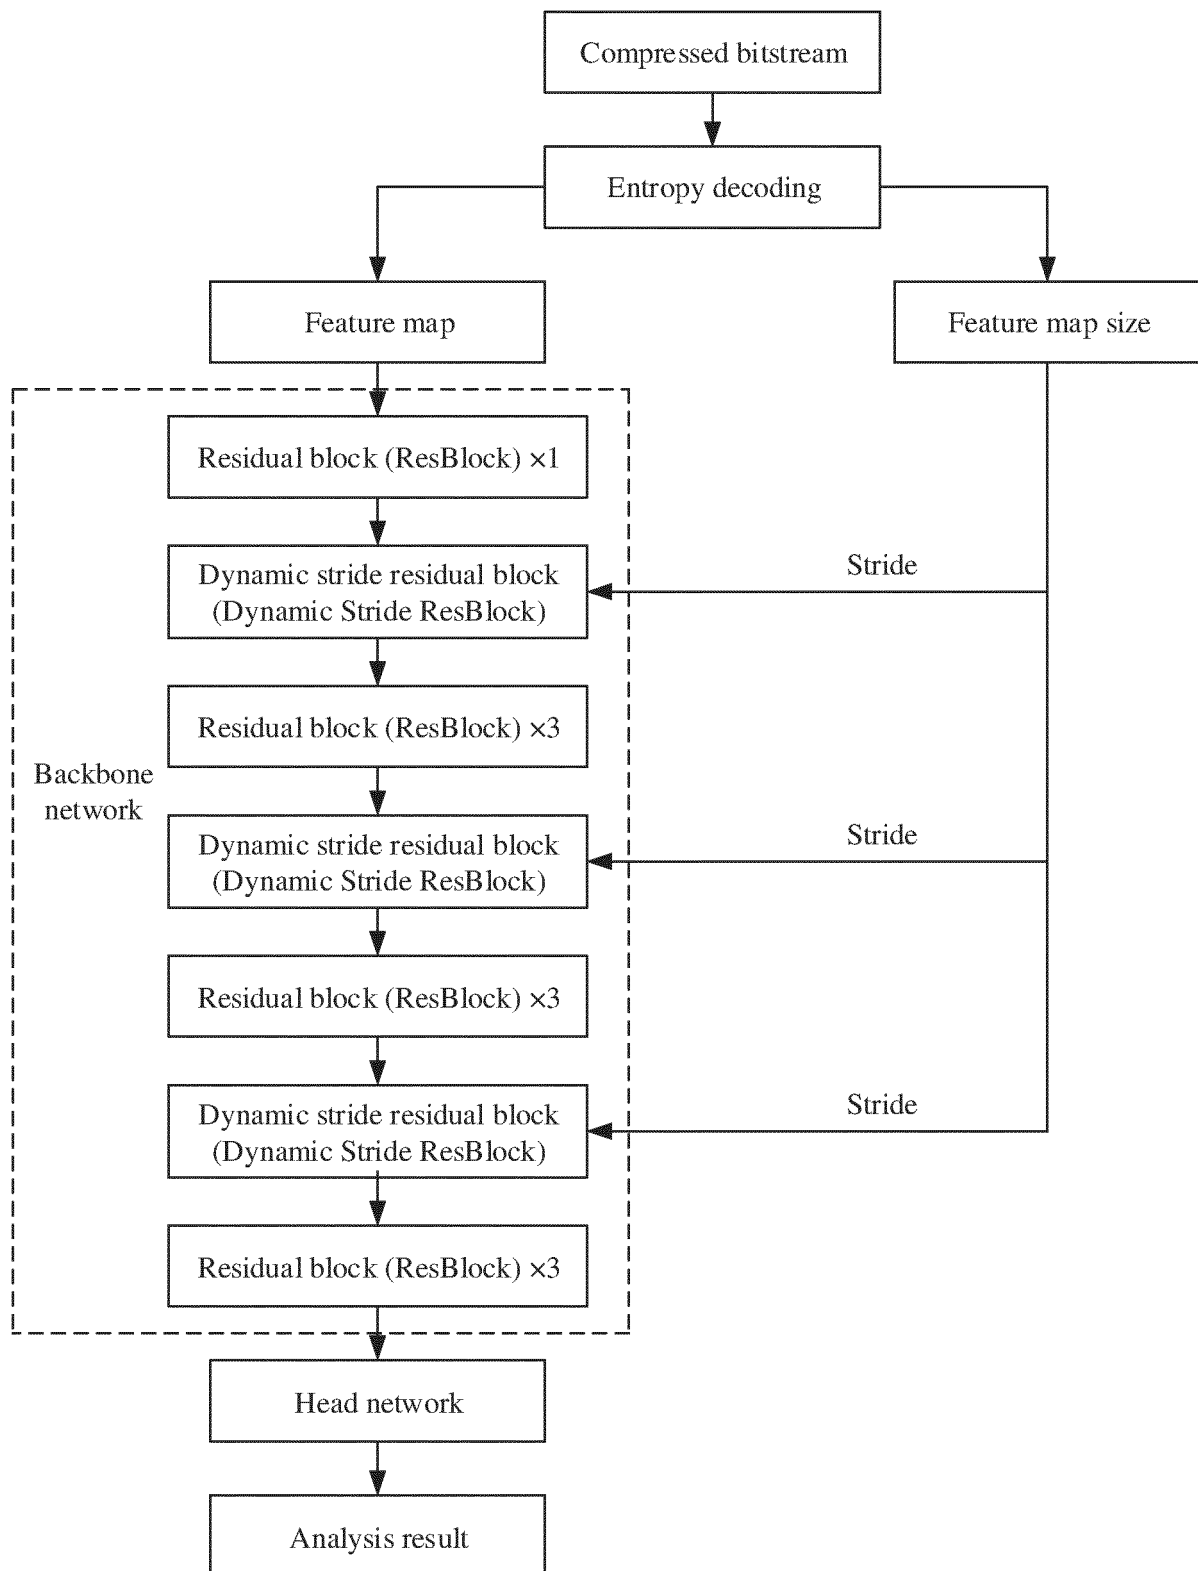 Compressed bitstream
Entropy decoding
Feature map
Feature map size
Residual block (ResBlock) ×1
Dynamic stride residual block
(Dynamic Stride ResBlock)
Stride
Residual block (ResBlock) ×3
Backbone
network
Dynamic stride residual block
(Dynamic Stride ResBlock)
Stride
Residual block (ResBlock) ×3
Dynamic stride residual block
(Dynamic Stride ResBlock)
Stride
Residual block (ResBlock) ×3
Head network
Analysis result